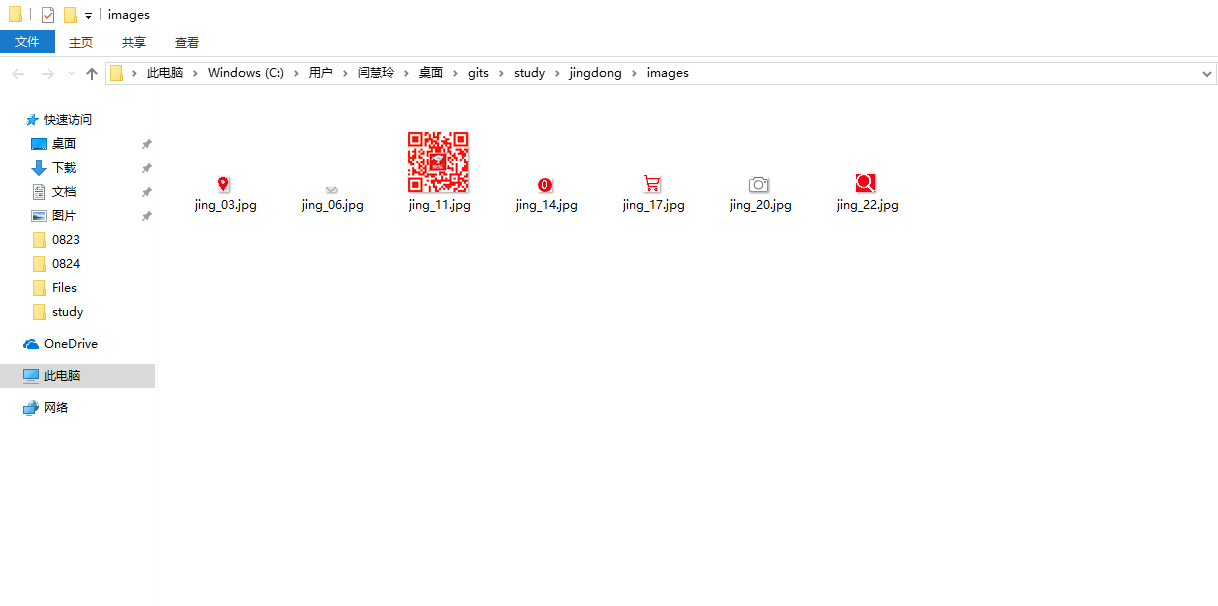 images
文件 主页 共享 查看
此电脑 Windows (C:) 用户 闫慧玲 桌面 gits study jingdong images
快速访问
桌面
下载
文档
图片
0823
0824
Files
study
OneDrive
此电脑
网络
0
jing_03.jpg jing_06.jpg jing_11.jpg jing_14.jpg jing_17.jpg jing_20.jpg jing_22.jpg